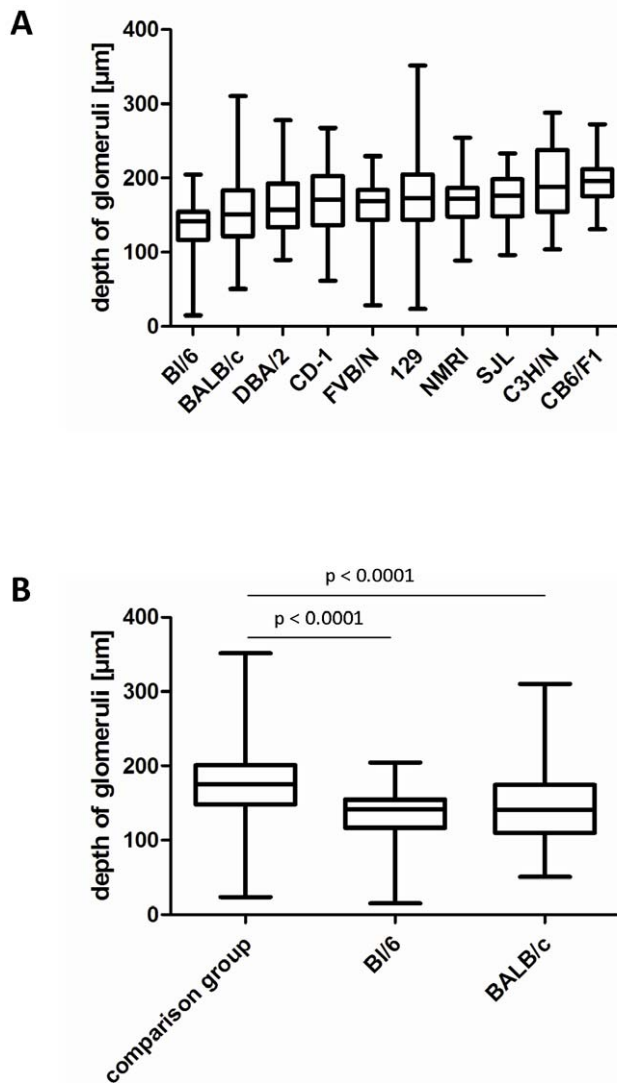 A
depth of glomeruli [µm]
400
300
200
100
0
Bl/6
BALB/c
DBA/2
CD-1
FVB/N
129
NMRI
SJL
C3H/N
CB6/F1
B
p < 0.0001
p < 0.0001
depth of glomeruli [µm]
400
300
200
100
0
comparison group
Bl/6
BALB/c